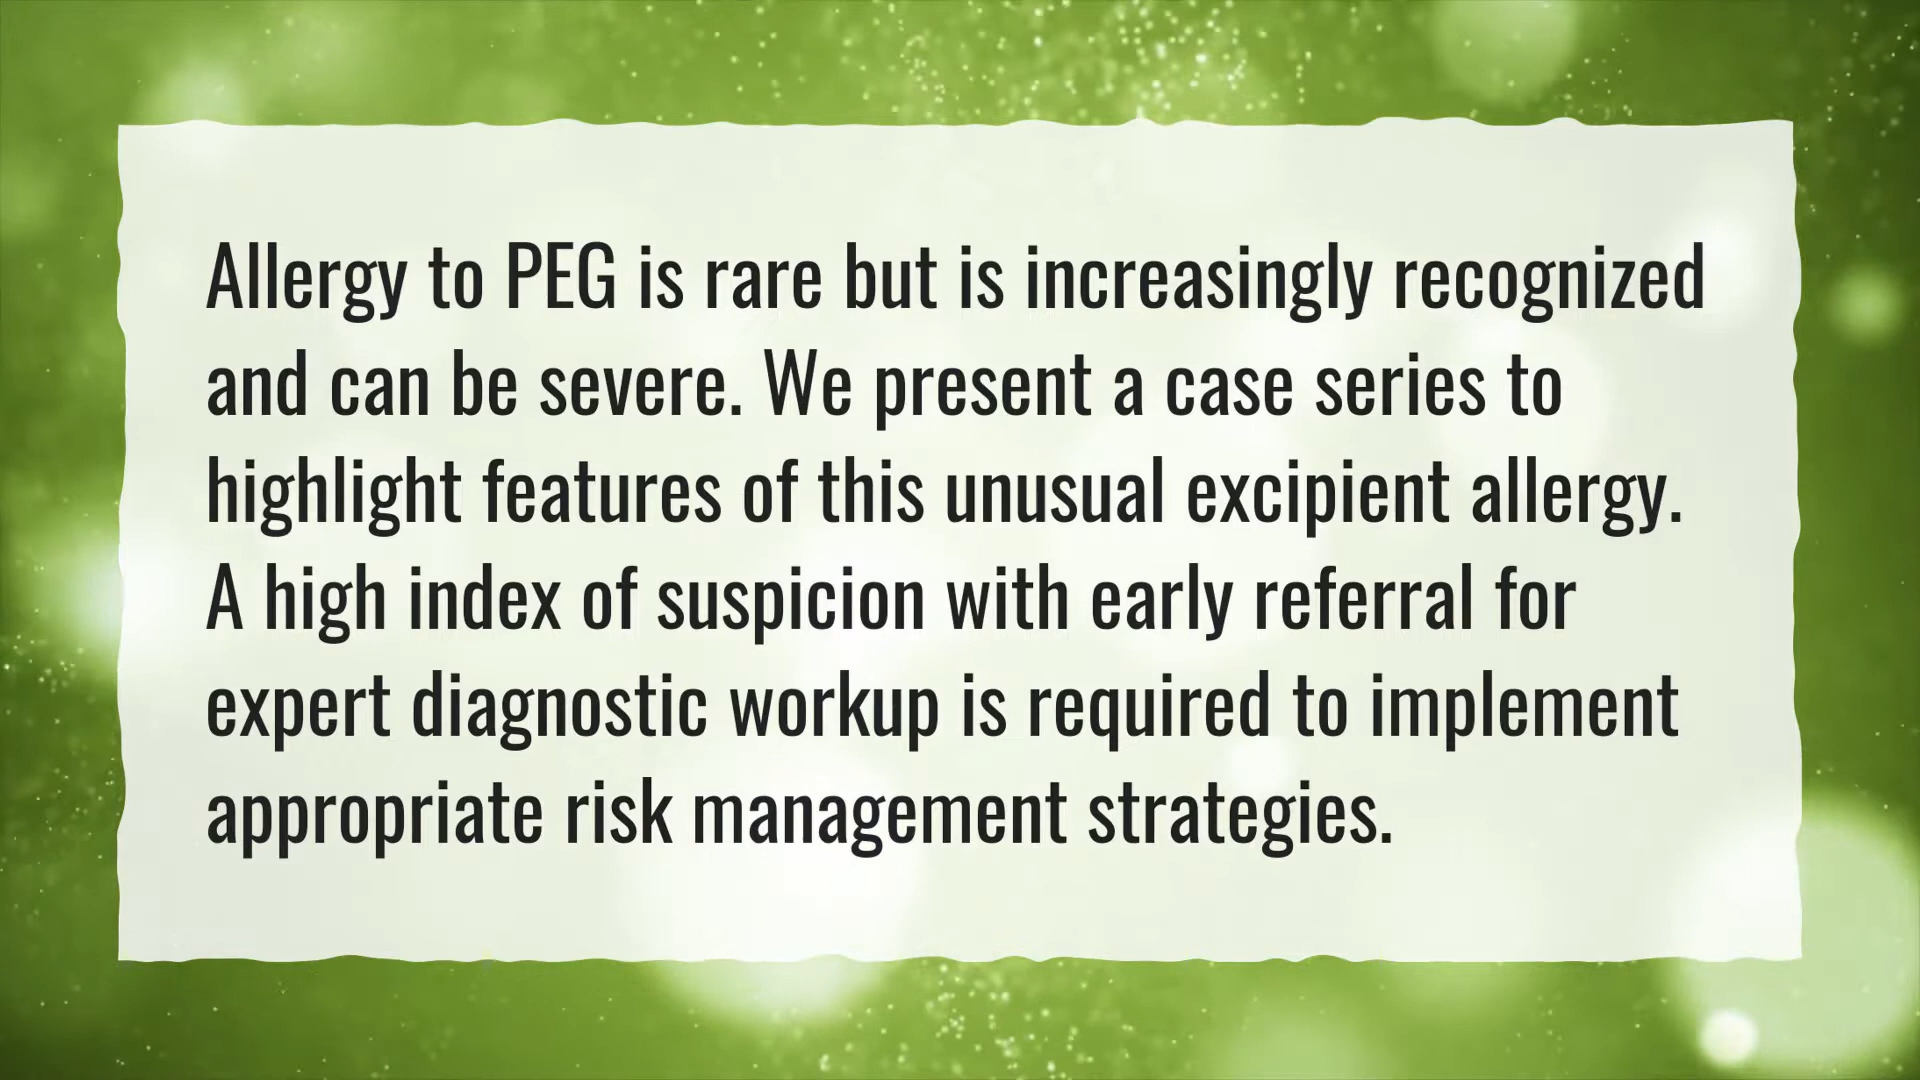 Allergy to PEG is rare but is increasingly recognized
and can be severe. We present a case series to
highlight features of this unusual excipient allergy.
A high index of suspicion with early referral for
expert diagnostic workup is required to implement
appropriate risk management strategies.